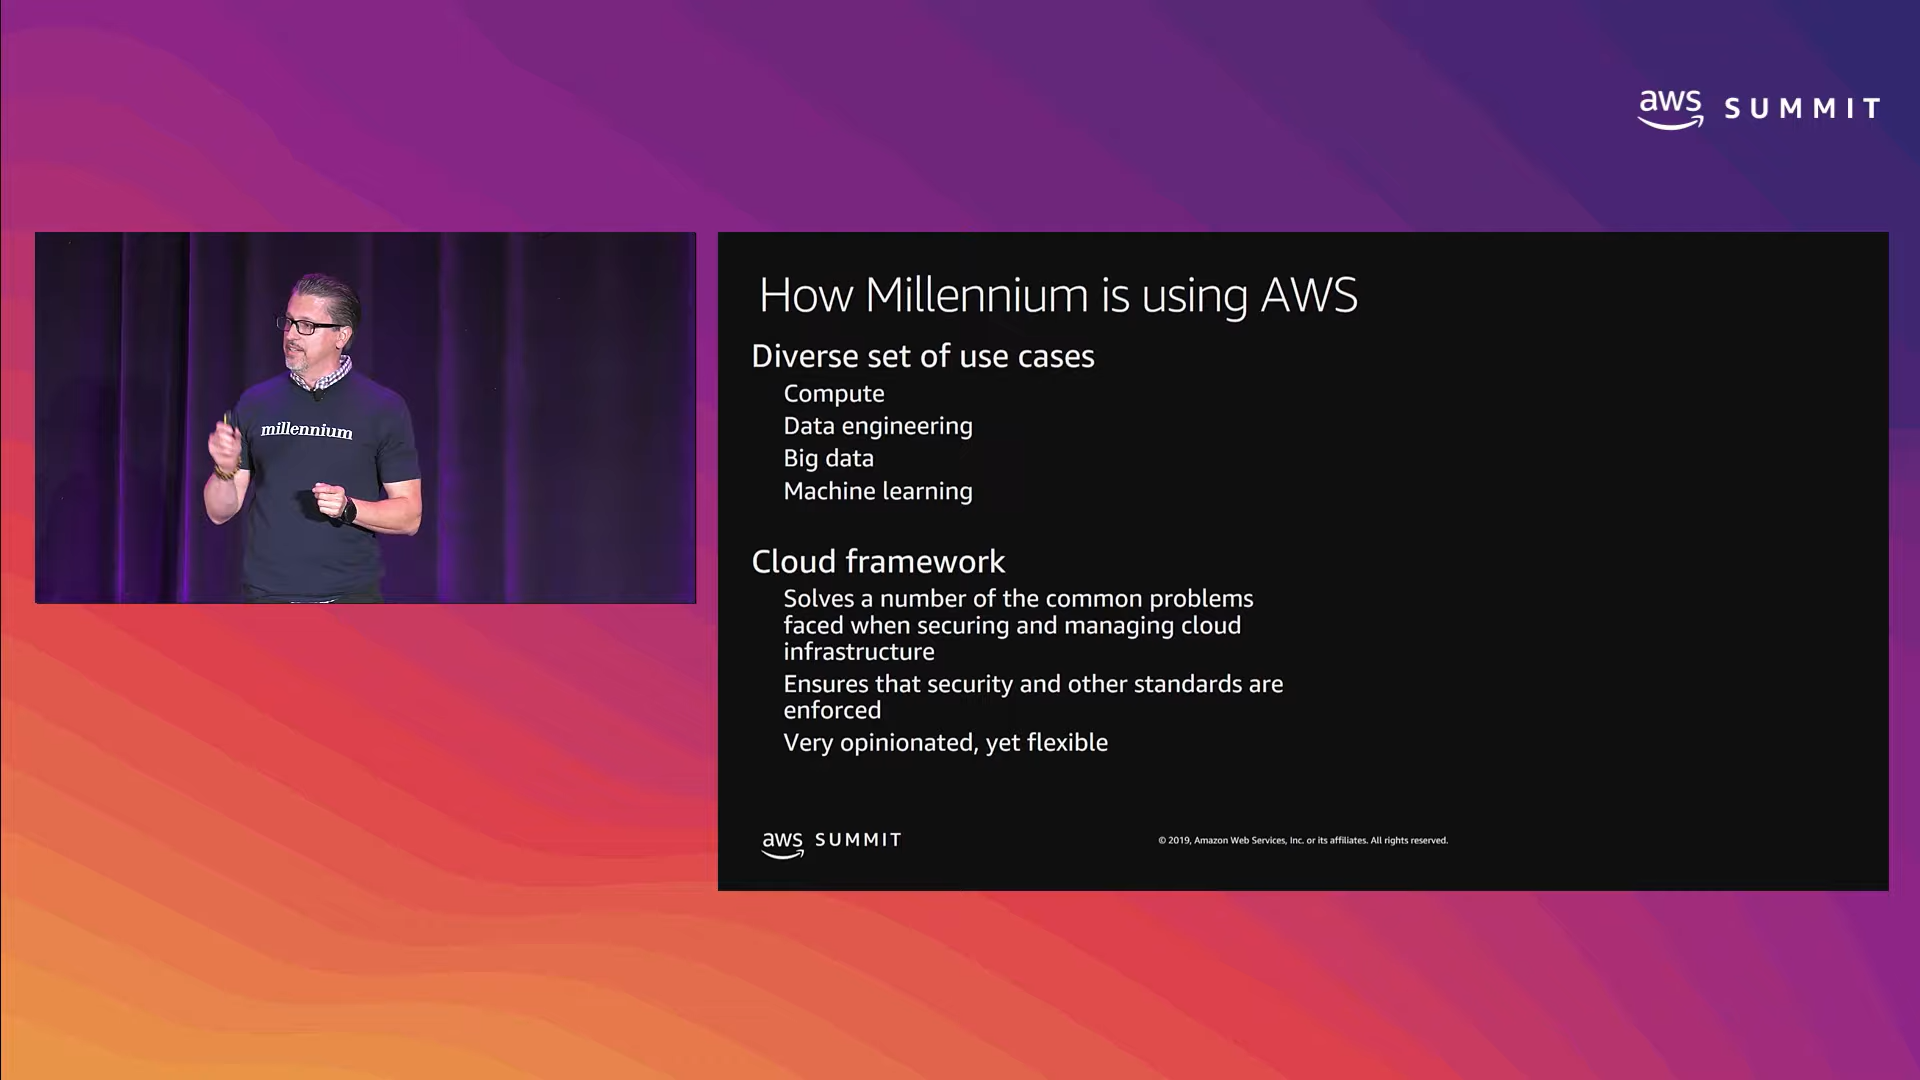 aws SUMMIT
millennium
How Millennium is using AWS
Diverse set of use cases
Compute
Data engineering
Big data
Machine learning
Cloud framework
Solves a number of the common problems
faced when securing and managing cloud
infrastructure
Ensures that security and other standards are
enforced
Very opinionated, yet flexible
aws SUMMIT
© 2019, Amazon Web Services, Inc. or its affiliates. All rights reserved.